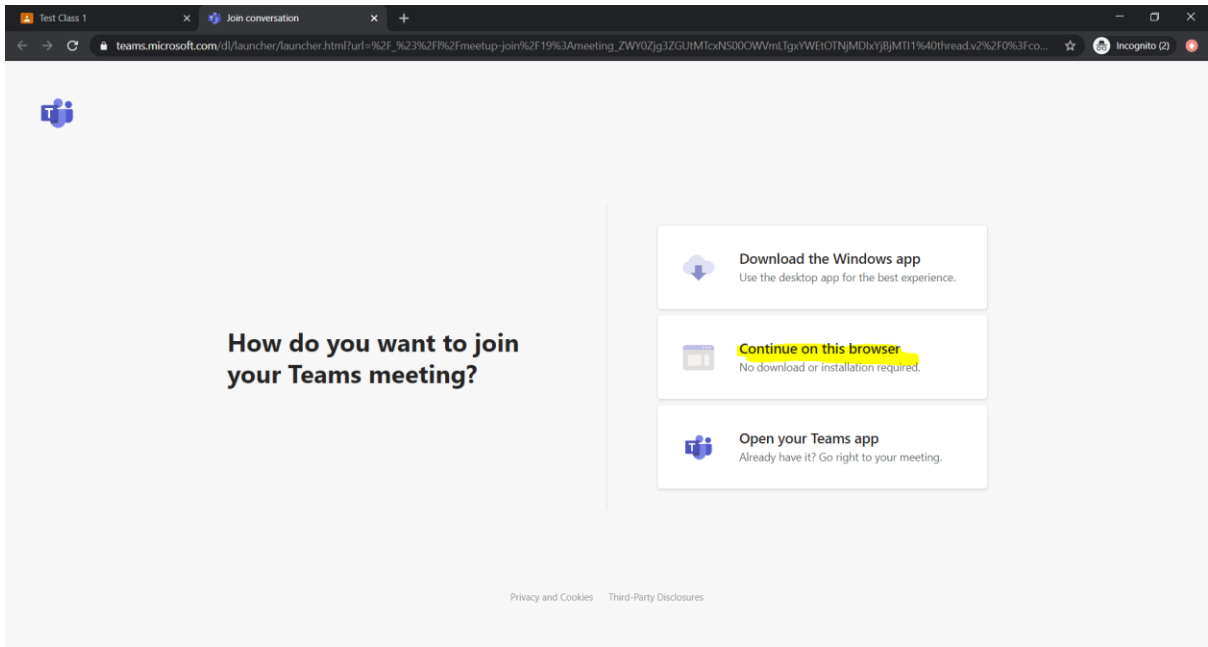 Test Class 1
Join conversation
teams.microsoft.com/dl/launcher/launcher.html?url=%2F_%23%2Fl%2Fmeetup-join%2F19%3Ameeting_ZWY0Zjg3ZGUtMTcxNS00OWVmLTgxYWEtOTNjMDIxYjBjMTI1%40thread.v2%2F0%3Fco...
Incognito (2)
How do you want to join
your Teams meeting?
Download the Windows app
Use the desktop app for the best experience.
Continue on this browser
No download or installation required.
Open your Teams app
Already have it? Go right to your meeting.
Privacy and Cookies Third-Party Disclosures